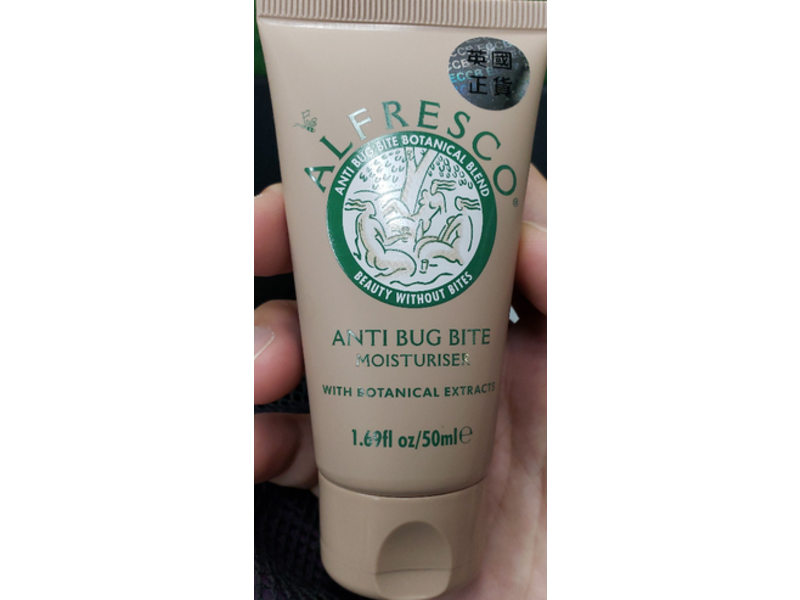 英國
正貨
ALFRESCO®
ANTI BUG BITE BOTANICAL BLEND
BEAUTY WITHOUT BITES
ANTI BUG BITE
MOISTURISER
WITH BOTANICAL EXTRACTS
1.69fl oz/50ml℮